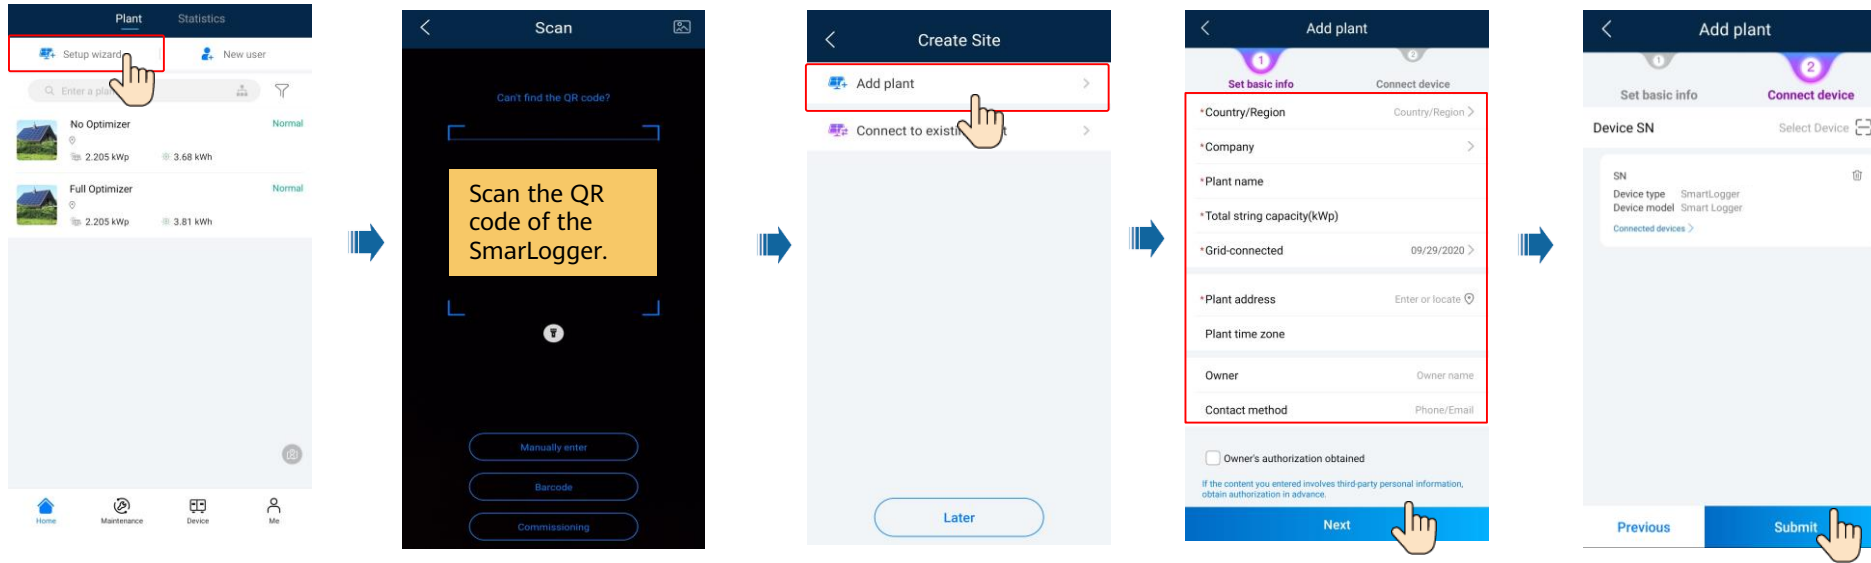 Plant Statistics
Setup wizard New user
Enter a pla
No Optimizer Normal
2.205 kWp 3.68 kWh
Full Optimizer Normal
2.205 kWp 3.81 kWh
Home Maintenance Device Me
Scan
Can't find the QR code?
Scan the QR
code of the
SmarLogger.
Manually enter
Barcode
Commissioning
Create Site
Add plant
Connect to existin t
Later
Add plant
1 2
Set basic info Connect device
*Country/Region Country/Region
*Company
*Plant name
*Total string capacity(kWp)
*Grid-connected 09/29/2020
*Plant address Enter or locate
Plant time zone
Owner Owner name
Contact method Phone/Email
Owner's authorization obtained
If the content you entered involves third-party personal information,
obtain authorization in advance.
Next
Add plant
1 2
Set basic info Connect device
Device SN Select Device
SN
Device type SmartLogger
Device model Smart Logger
Connected devices >
Previous Submit